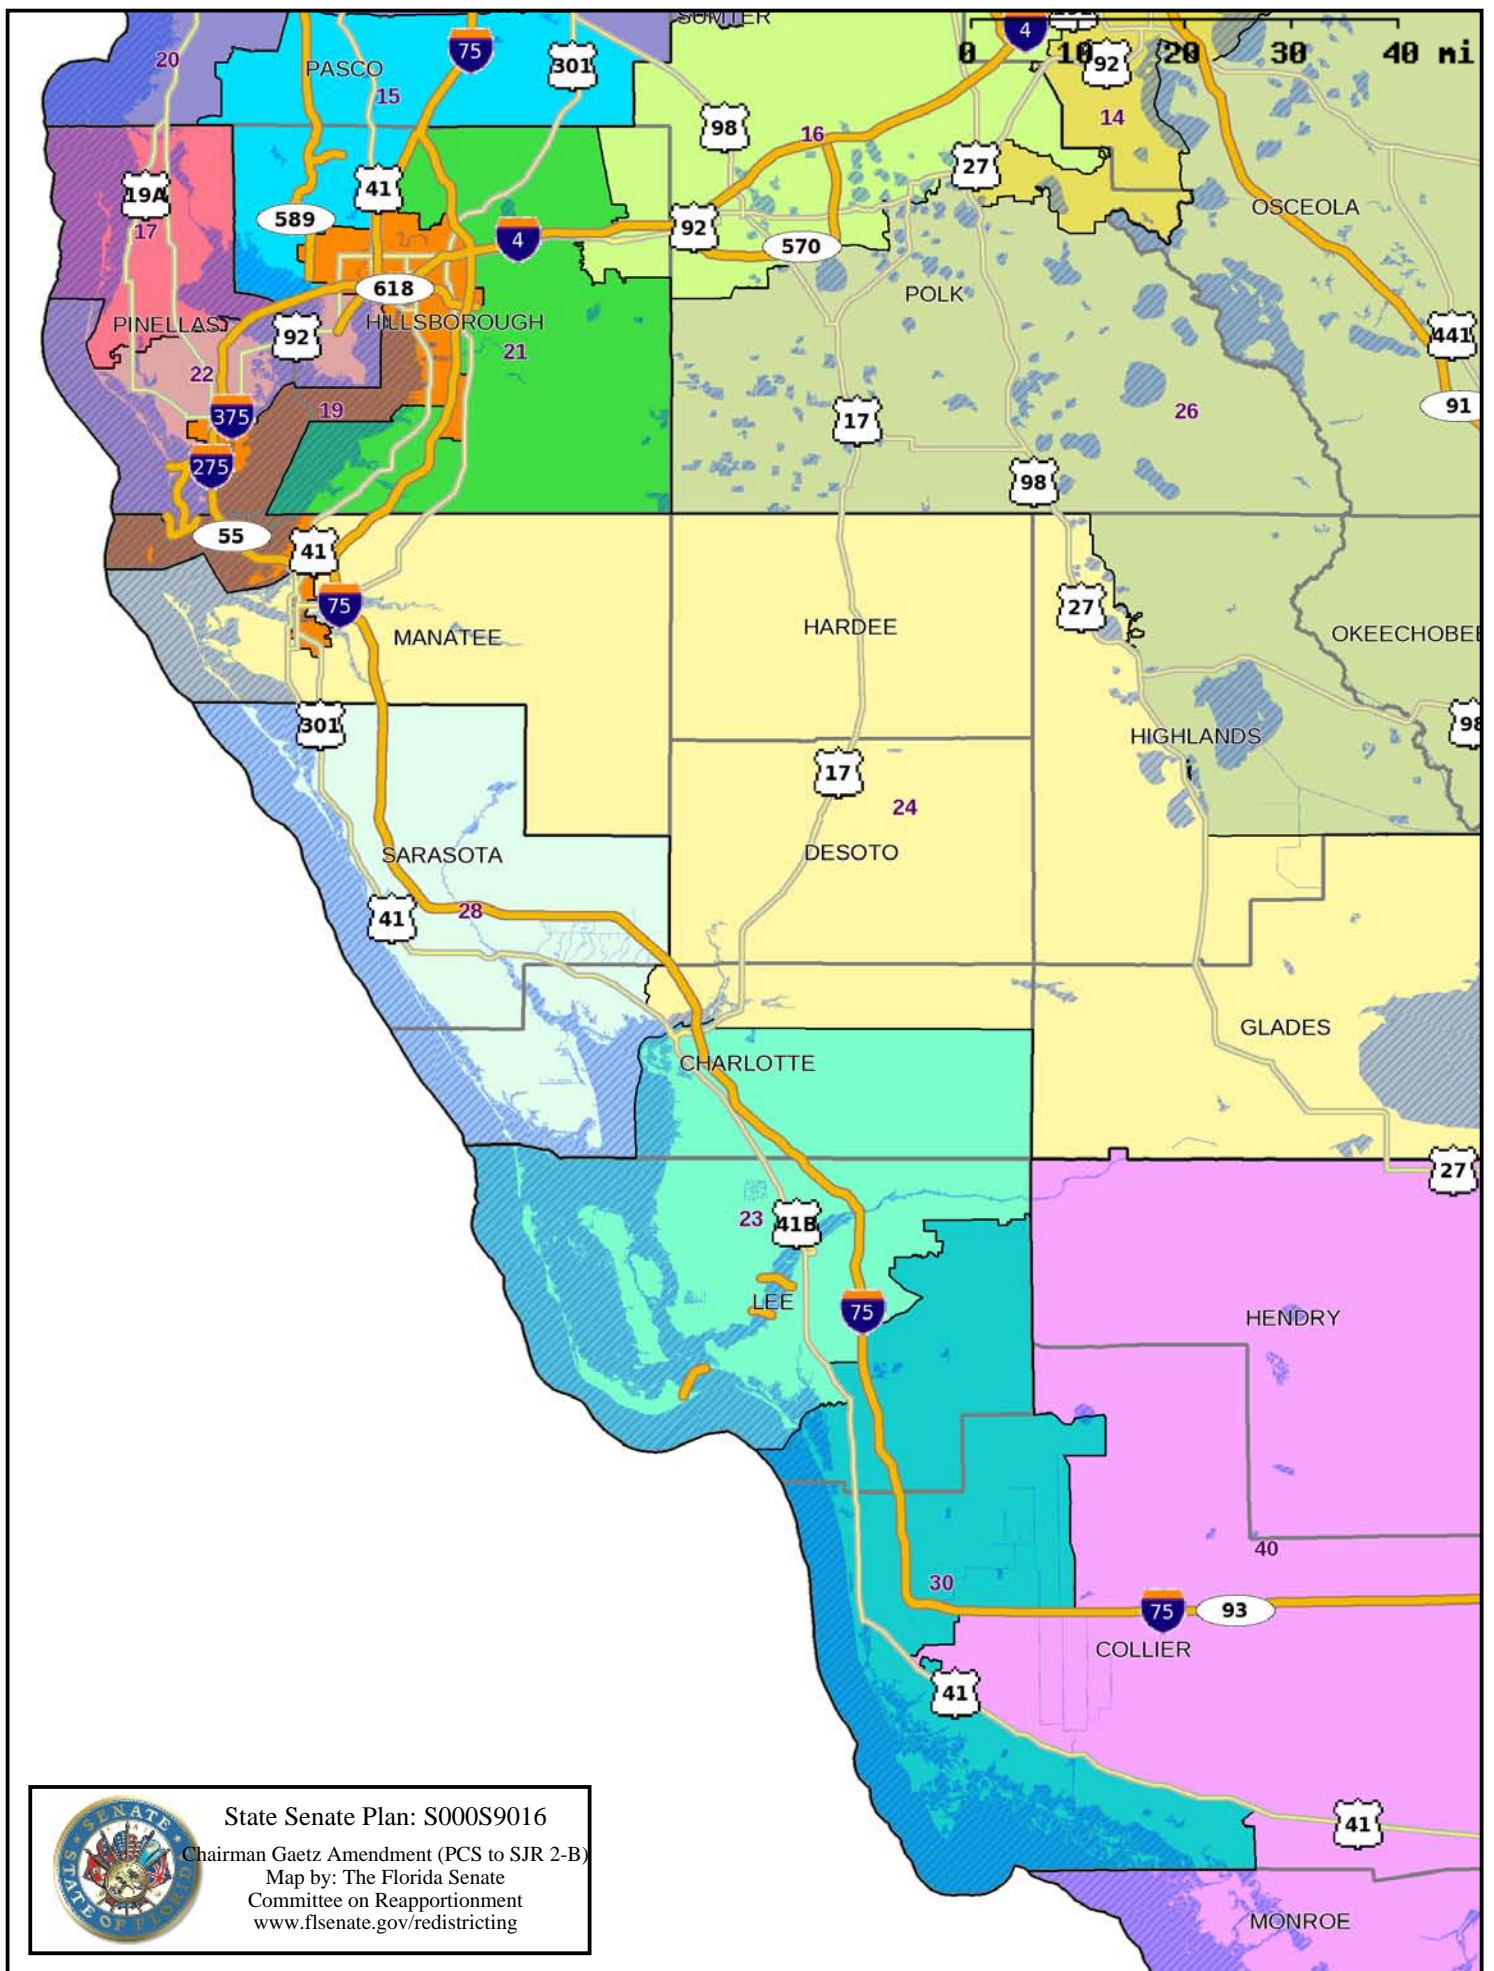 SUMTER
20
PASCO
75
301
4
92
0 10 20 30 40 mi
15
98
16
14
19A
17
41
589
27
OSCEOLA
92
4
570
618
POLK
PINELLAS
92
HILLSBOROUGH
21
441
22
375
19
17
26
91
275
98
55
41
75
MANATEE
HARDEE
27
OKEECHOBEE
301
98
HIGHLANDS
17
24
SARASOTA
DESOTO
28
41
GLADES
CHARLOTTE
27
23
41B
LEE
75
HENDRY
40
30
75
93
COLLIER
41
41
MONROE
SENATE
STATE OF FLORIDA
State Senate Plan: S000S9016
Chairman Gaetz Amendment (PCS to SJR 2-B)
Map by: The Florida Senate
Committee on Reapportionment
www.flsenate.gov/redistricting